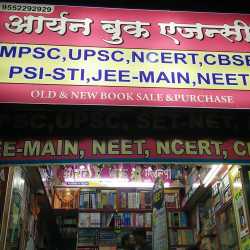 9552292929
आर्यन बुक एजन्सी
MPSC,UPSC,NCERT,CBSE
PSI-STI,JEE-MAIN,NEET
OLD & NEW BOOK SALE & PURCHASE
EE-MAIN, NEET, NCERT, C